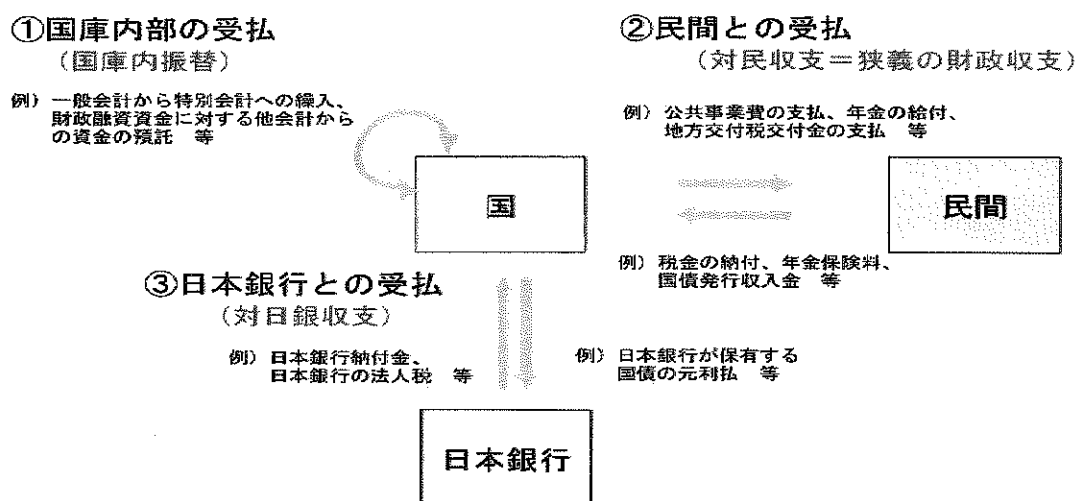 ①国庫内部の受払
（国庫内振替）
例）一般会計から特別会計への繰入、
財政融資資金に対する他会計から
の資金の預託　等
②民間との受払
（対民収支＝狭義の財政収支）
例）公共事業費の支払、年金の給付、
地方交付税交付金の支払　等
国
民間
例）税金の納付、年金保険料、
国債発行収入金　等
③日本銀行との受払
（対日銀収支）
例）日本銀行納付金、
日本銀行の法人税　等
例）日本銀行が保有する
国債の元利払　等
日本銀行